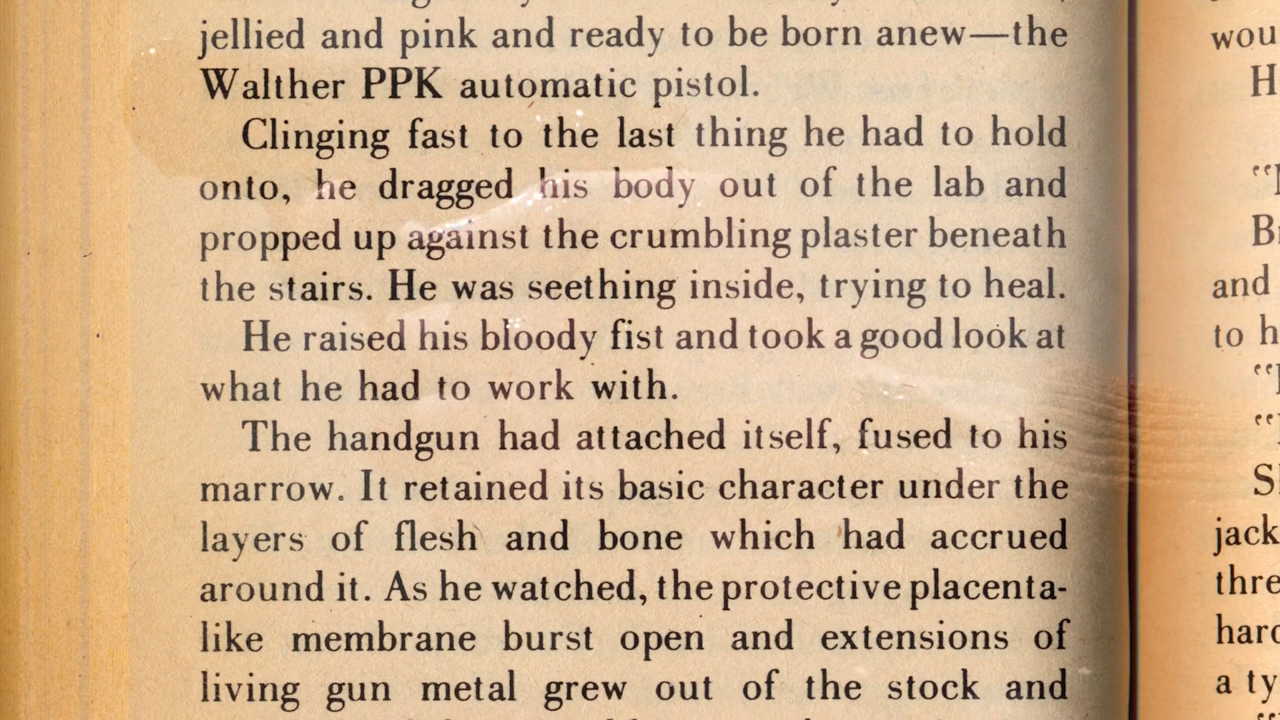 jellied and pink and ready to be born anew—the
Walther PPK automatic pistol.
Clinging fast to the last thing he had to hold
onto, he dragged his body out of the lab and
propped up against the crumbling plaster beneath
the stairs. He was seething inside, trying to heal.
He raised his bloody fist and took a good look at
what he had to work with.
The handgun had attached itself, fused to his
marrow. It retained its basic character under the
layers of flesh and bone which had accrued
around it. As he watched, the protective placenta-
like membrane burst open and extensions of
living gun metal grew out of the stock and
and
to
a